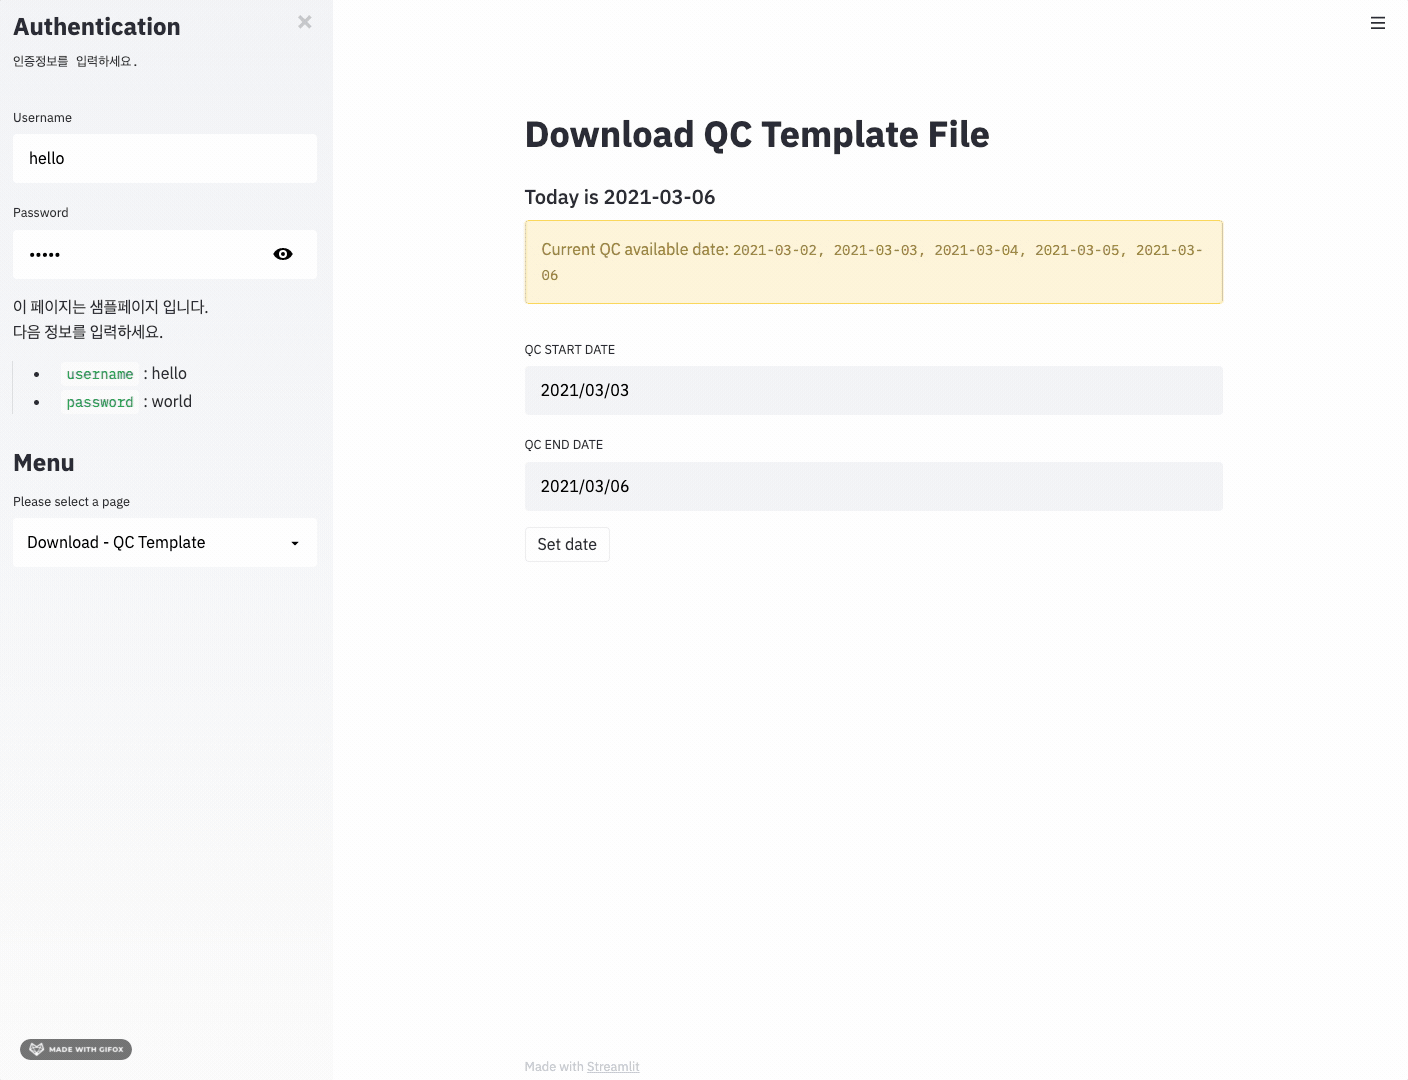 Authentication
인증정보를 입력하세요.
Username
hello
Password
•••••
이 페이지는 샘플페이지 입니다.
다음 정보를 입력하세요.
• username : hello
• password : world
Menu
Please select a page
Download - QC Template
MADE WITH GIFOX
Download QC Template File
Today is 2021-03-06
Current QC available date: 2021-03-02, 2021-03-03, 2021-03-04, 2021-03-05, 2021-03-
06
QC START DATE
2021/03/03
QC END DATE
2021/03/06
Set date
Made with Streamlit